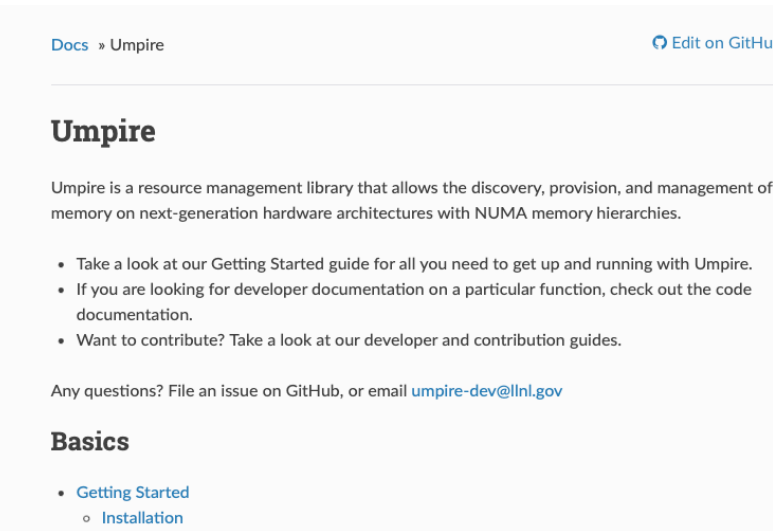 Docs » Umpire
Edit on GitHu
Umpire
Umpire is a resource management library that allows the discovery, provision, and management of
memory on next-generation hardware architectures with NUMA memory hierarchies.
• Take a look at our Getting Started guide for all you need to get up and running with Umpire.
• If you are looking for developer documentation on a particular function, check out the code
documentation.
• Want to contribute? Take a look at our developer and contribution guides.
Any questions? File an issue on GitHub, or email umpire-dev@llnl.gov
Basics
• Getting Started
◦ Installation